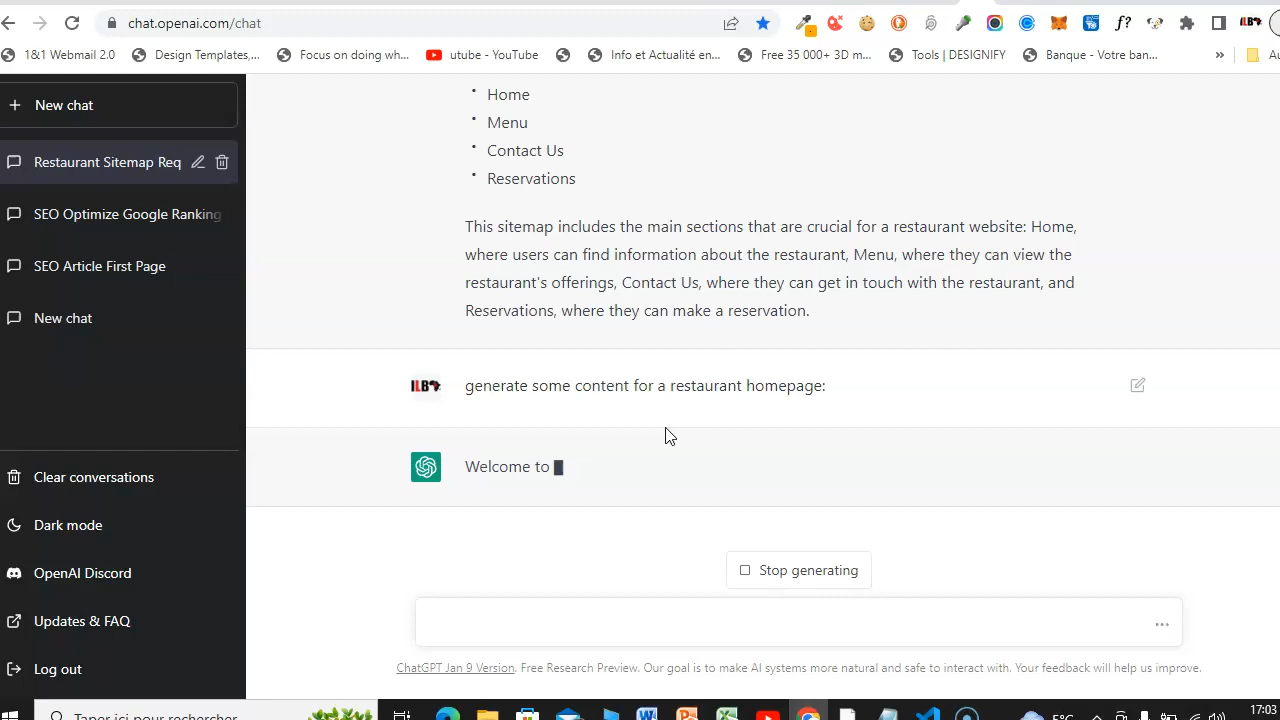 chat.openai.com/chat
f?
ILB
1&1 Webmail 2.0
Design Templates,...
Focus on doing wh...
utube - YouTube
Info et Actualité en...
Free 35 000+ 3D m...
Tools | DESIGNIFY
Banque - Votre ban...
»
New chat
Restaurant Sitemap Req
SEO Optimize Google Ranking
SEO Article First Page
New chat
Clear conversations
Dark mode
OpenAI Discord
Updates & FAQ
Log out
• Home
• Menu
• Contact Us
• Reservations
This sitemap includes the main sections that are crucial for a restaurant website: Home,
where users can find information about the restaurant, Menu, where they can view the
restaurant's offerings, Contact Us, where they can get in touch with the restaurant, and
Reservations, where they can make a reservation.
ILB
generate some content for a restaurant homepage:
Welcome to
Stop generating
ChatGPT Jan 9 Version. Free Research Preview. Our goal is to make AI systems more natural and safe to interact with. Your feedback will help us improve.
Taper ici pour rechercher
5°C
17:03